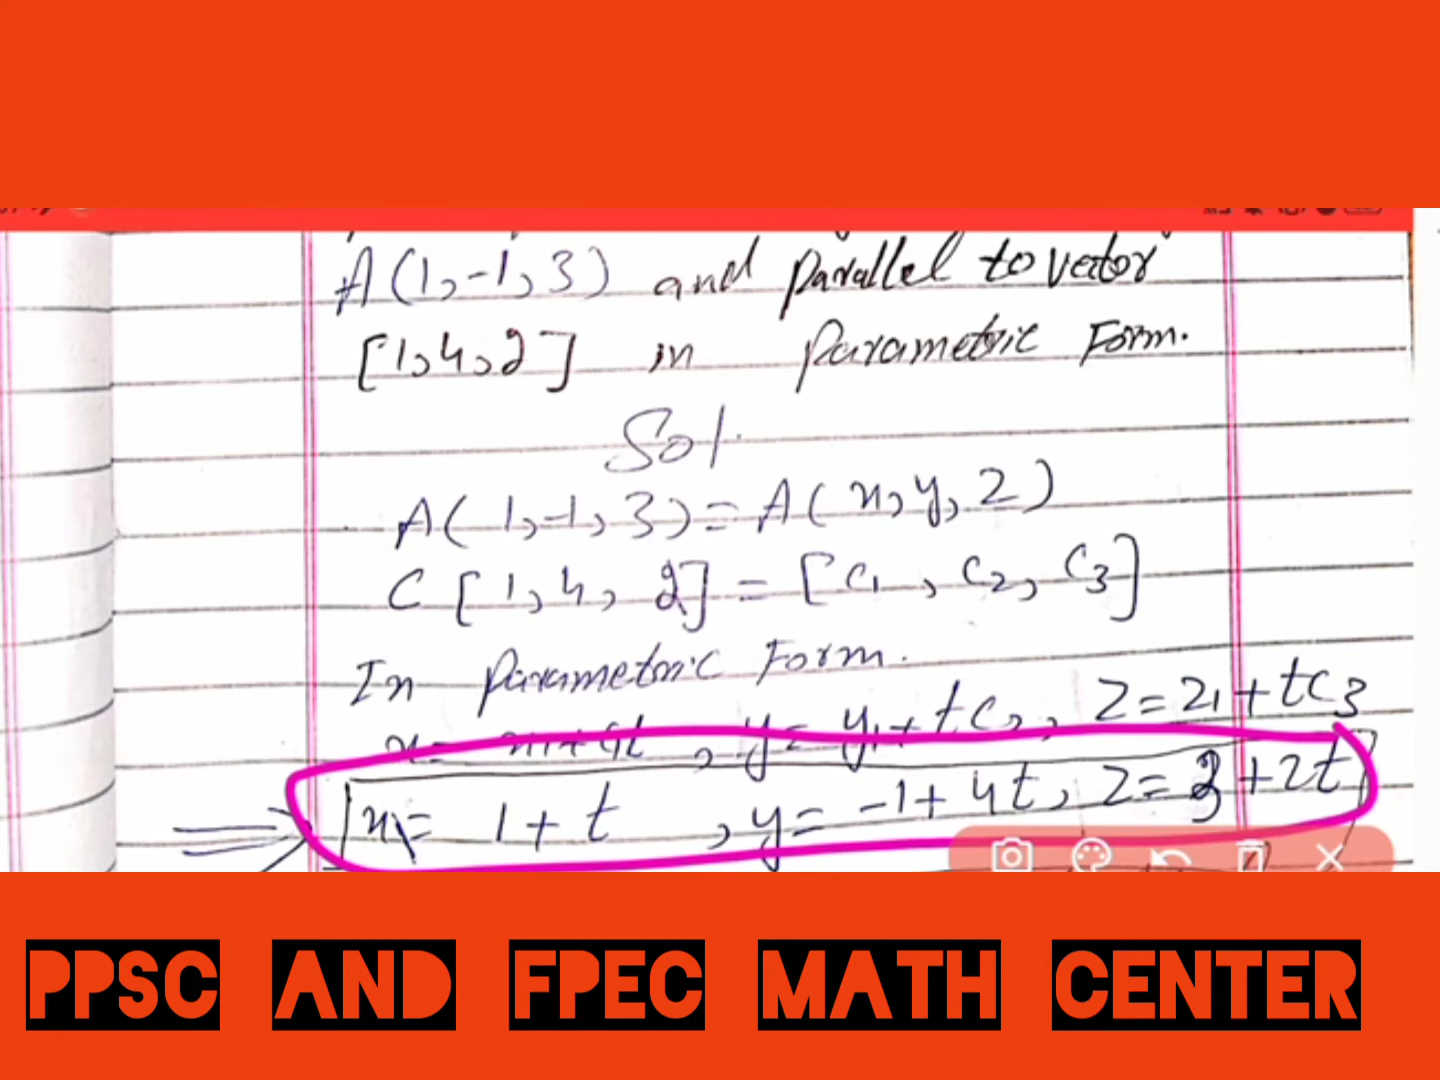 A(1,-1,3) and parallel to vector
[1,4,2] in parametric Form.
Sol.
A(1,-1,3)=A(x,y,z)
C[1,4,2]=[c1,c2,c3]
In parametric Form.
x= , y= y1+tc2, z=z1+tc3
x= 1+t , y= -1+4t, z= 3+2t
PPSC AND FPEC MATH CENTER